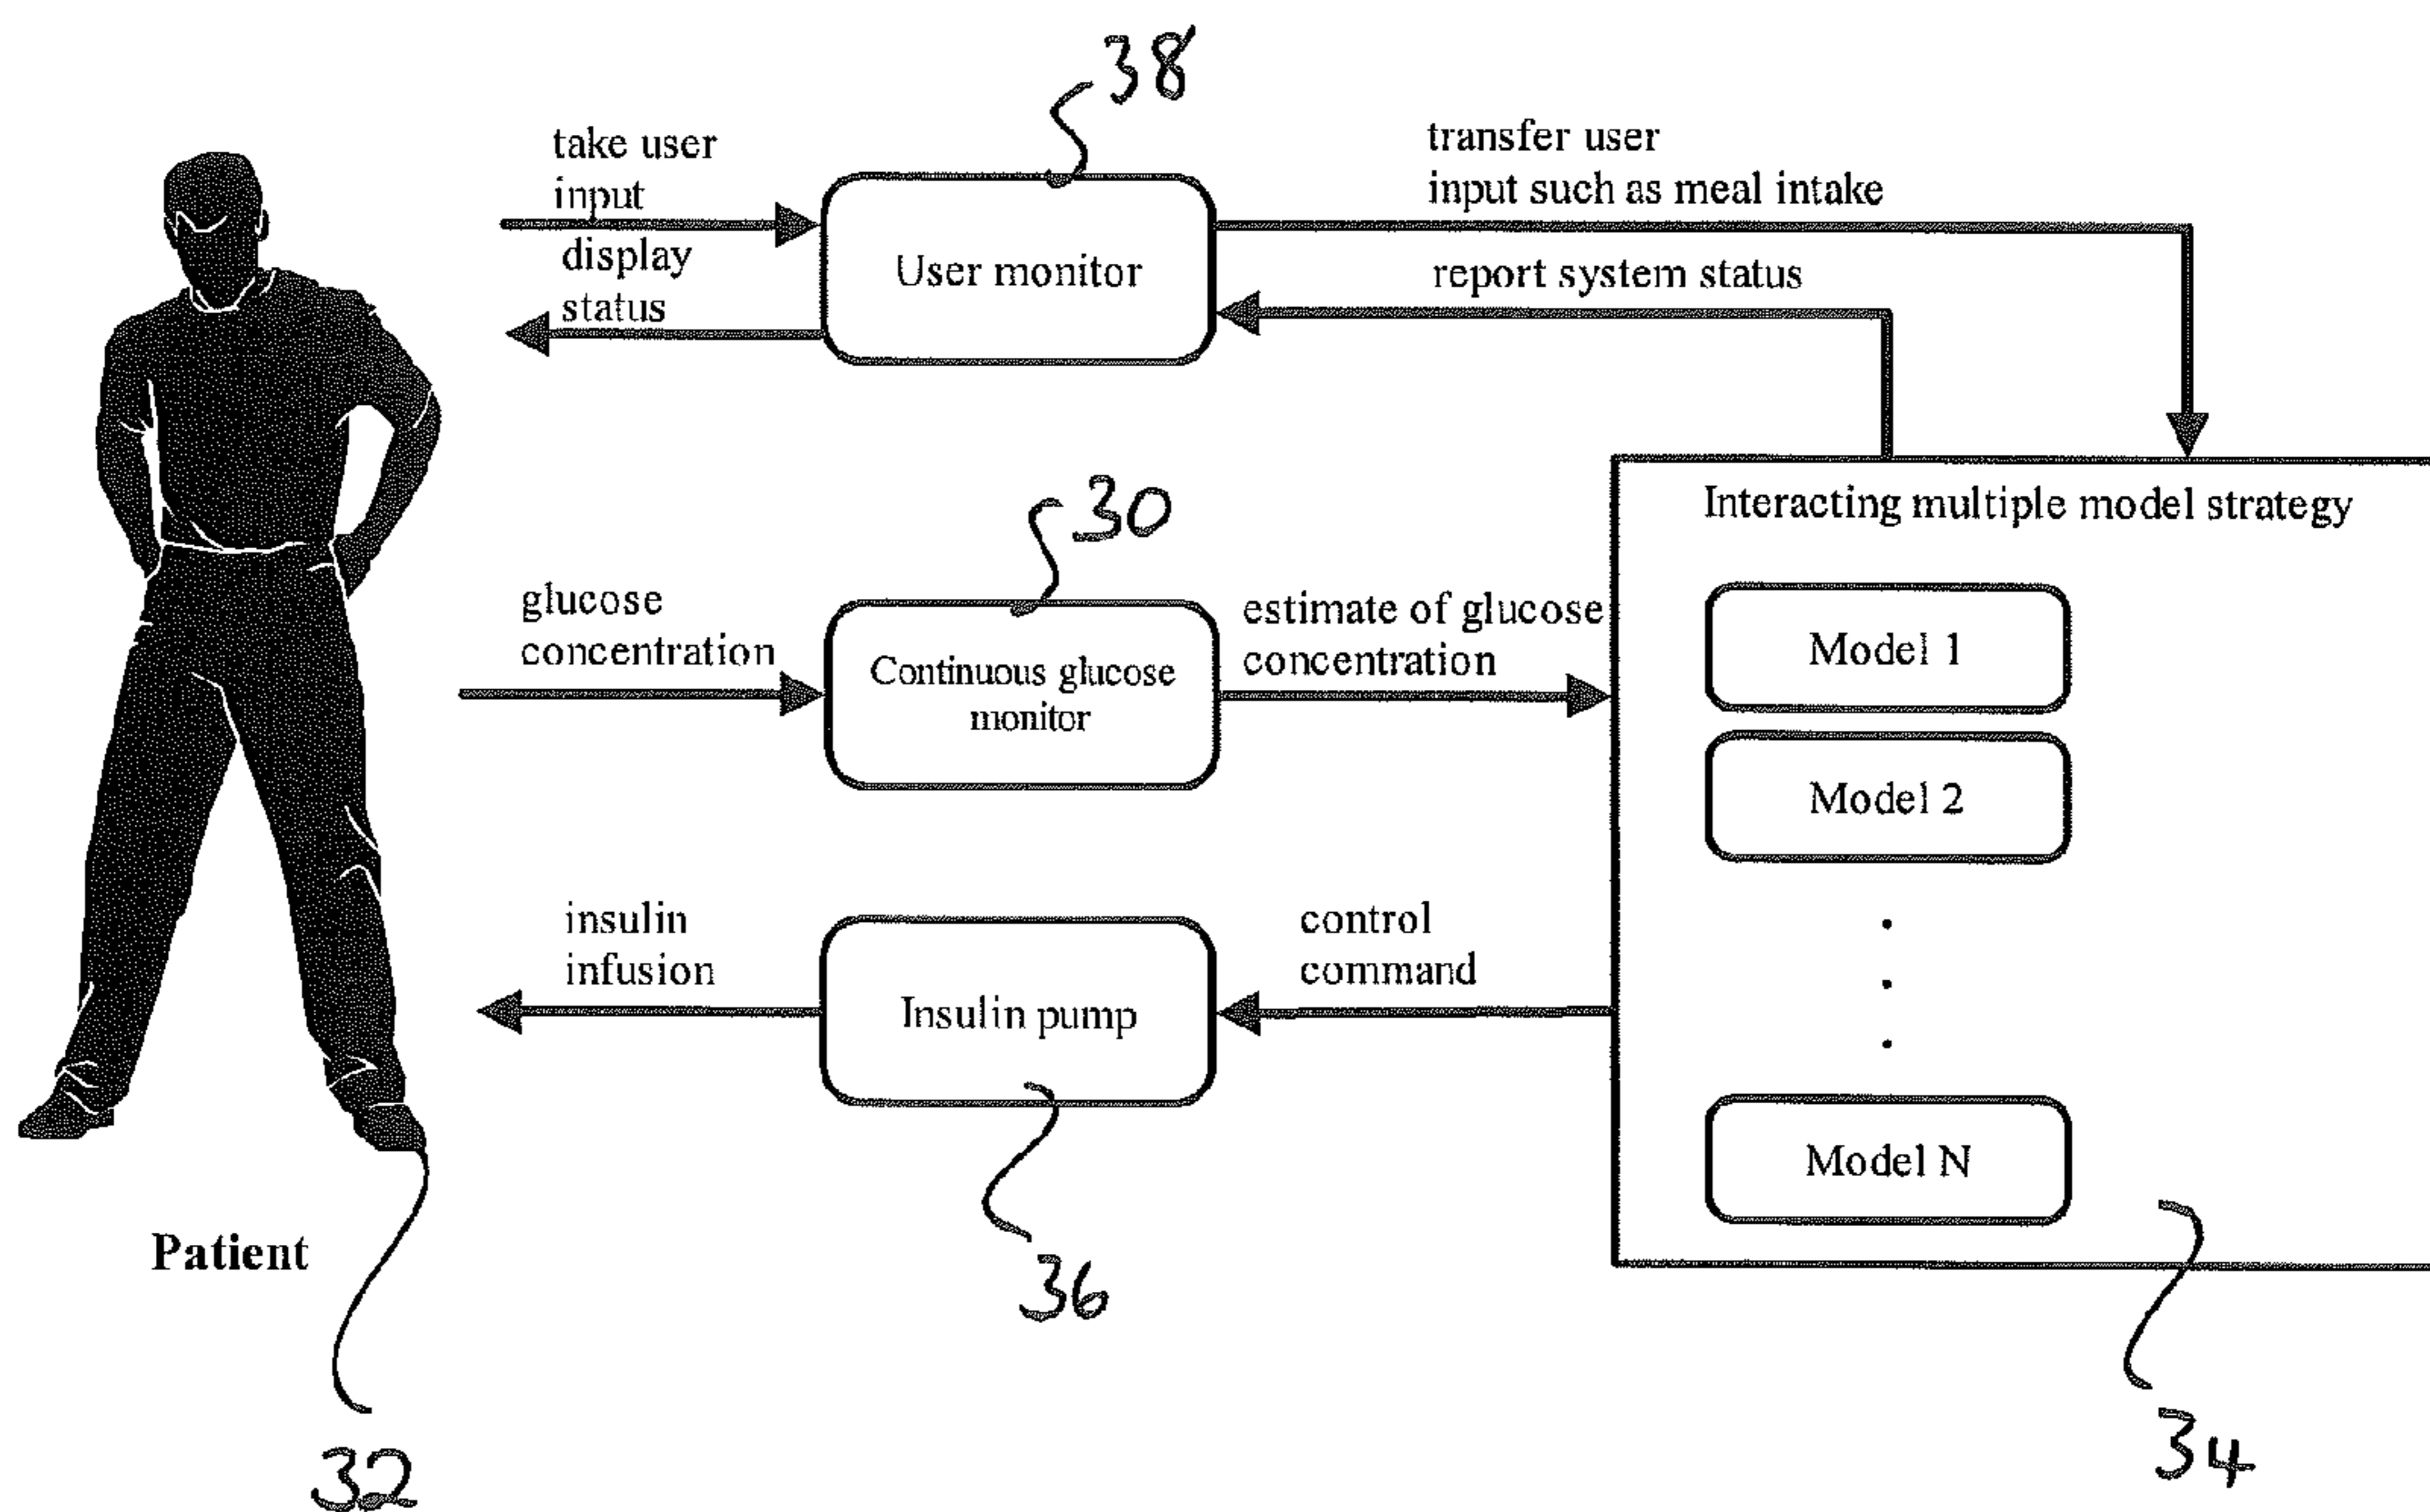 38
take user
input
display
status
User monitor
transfer user
input such as meal intake
report system status
30
glucose
concentration
Continuous glucose
monitor
estimate of glucose
concentration
Interacting multiple model strategy
Model 1
Model 2
.
.
.
Model N
insulin
infusion
Insulin pump
control
command
36
Patient
32
34